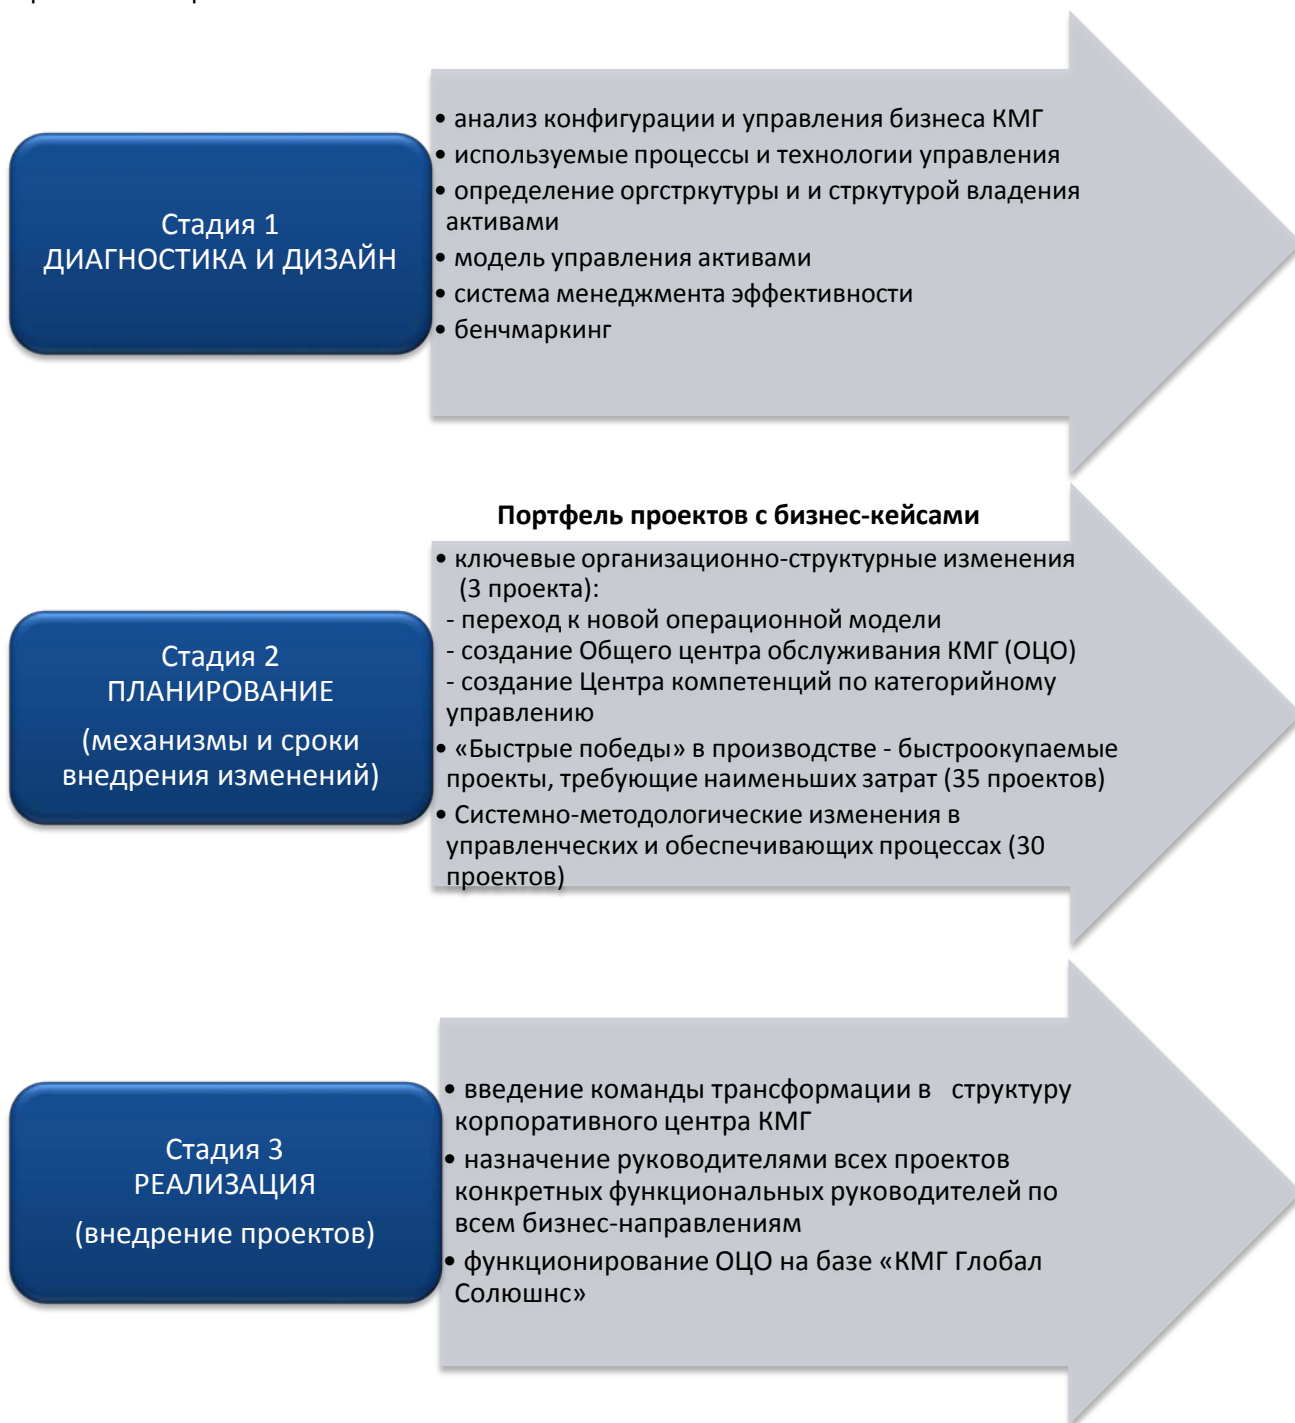 Стадия 1
ДИАГНОСТИКА И ДИЗАЙН
• анализ конфигурации и управления бизнеса КМГ
• используемые процессы и технологии управления
• определение оргстркутуры и и стркутурой владения
активами
• модель управления активами
• система менеджмента эффективности
• бенчмаркинг
Портфель проектов с бизнес-кейсами
Стадия 2
ПЛАНИРОВАНИЕ
(механизмы и сроки
внедрения изменений)
• ключевые организационно-структурные изменения
(3 проекта):
- переход к новой операционной модели
- создание Общего центра обслуживания КМГ (ОЦО)
- создание Центра компетенций по категорийному
управлению
• «Быстрые победы» в производстве - быстроокупаемые
проекты, требующие наименьших затрат (35 проектов)
• Системно-методологические изменения в
управленческих и обеспечивающих процессах (30
проектов)
Стадия 3
РЕАЛИЗАЦИЯ
(внедрение проектов)
• введение команды трансформации в структуру
корпоративного центра КМГ
• назначение руководителями всех проектов
конкретных функциональных руководителей по
всем бизнес-направлениям
• функционирование ОЦО на базе «КМГ Глобал
Солюшнс»